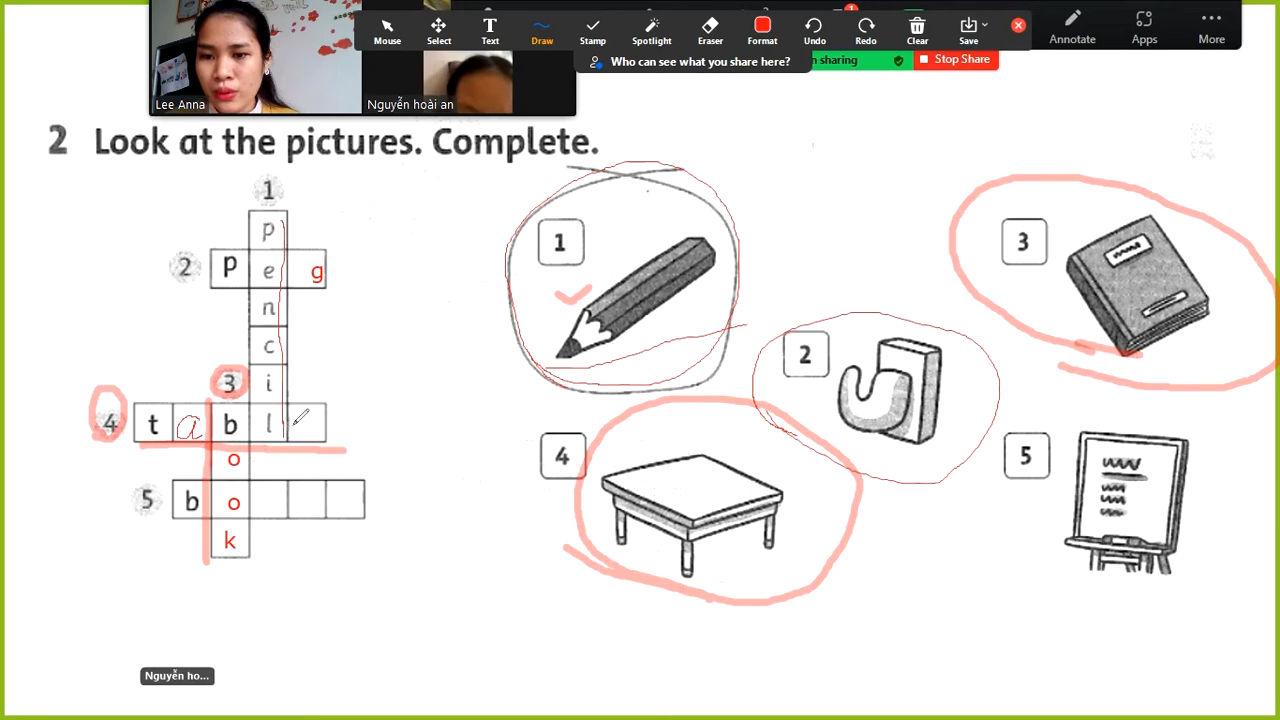 Mouse Select Text Draw Stamp Spotlight Eraser Format Undo Redo Clear Save Annotate Apps More
Who can see what you share here? n sharing Stop Share
Lee Anna Nguyễn hoài an
2 Look at the pictures. Complete.
1
p
2 p e g
n
c
3 i
4 t a b l
o
5 b o
k
1
3
2
4
5
Nguyễn ho...